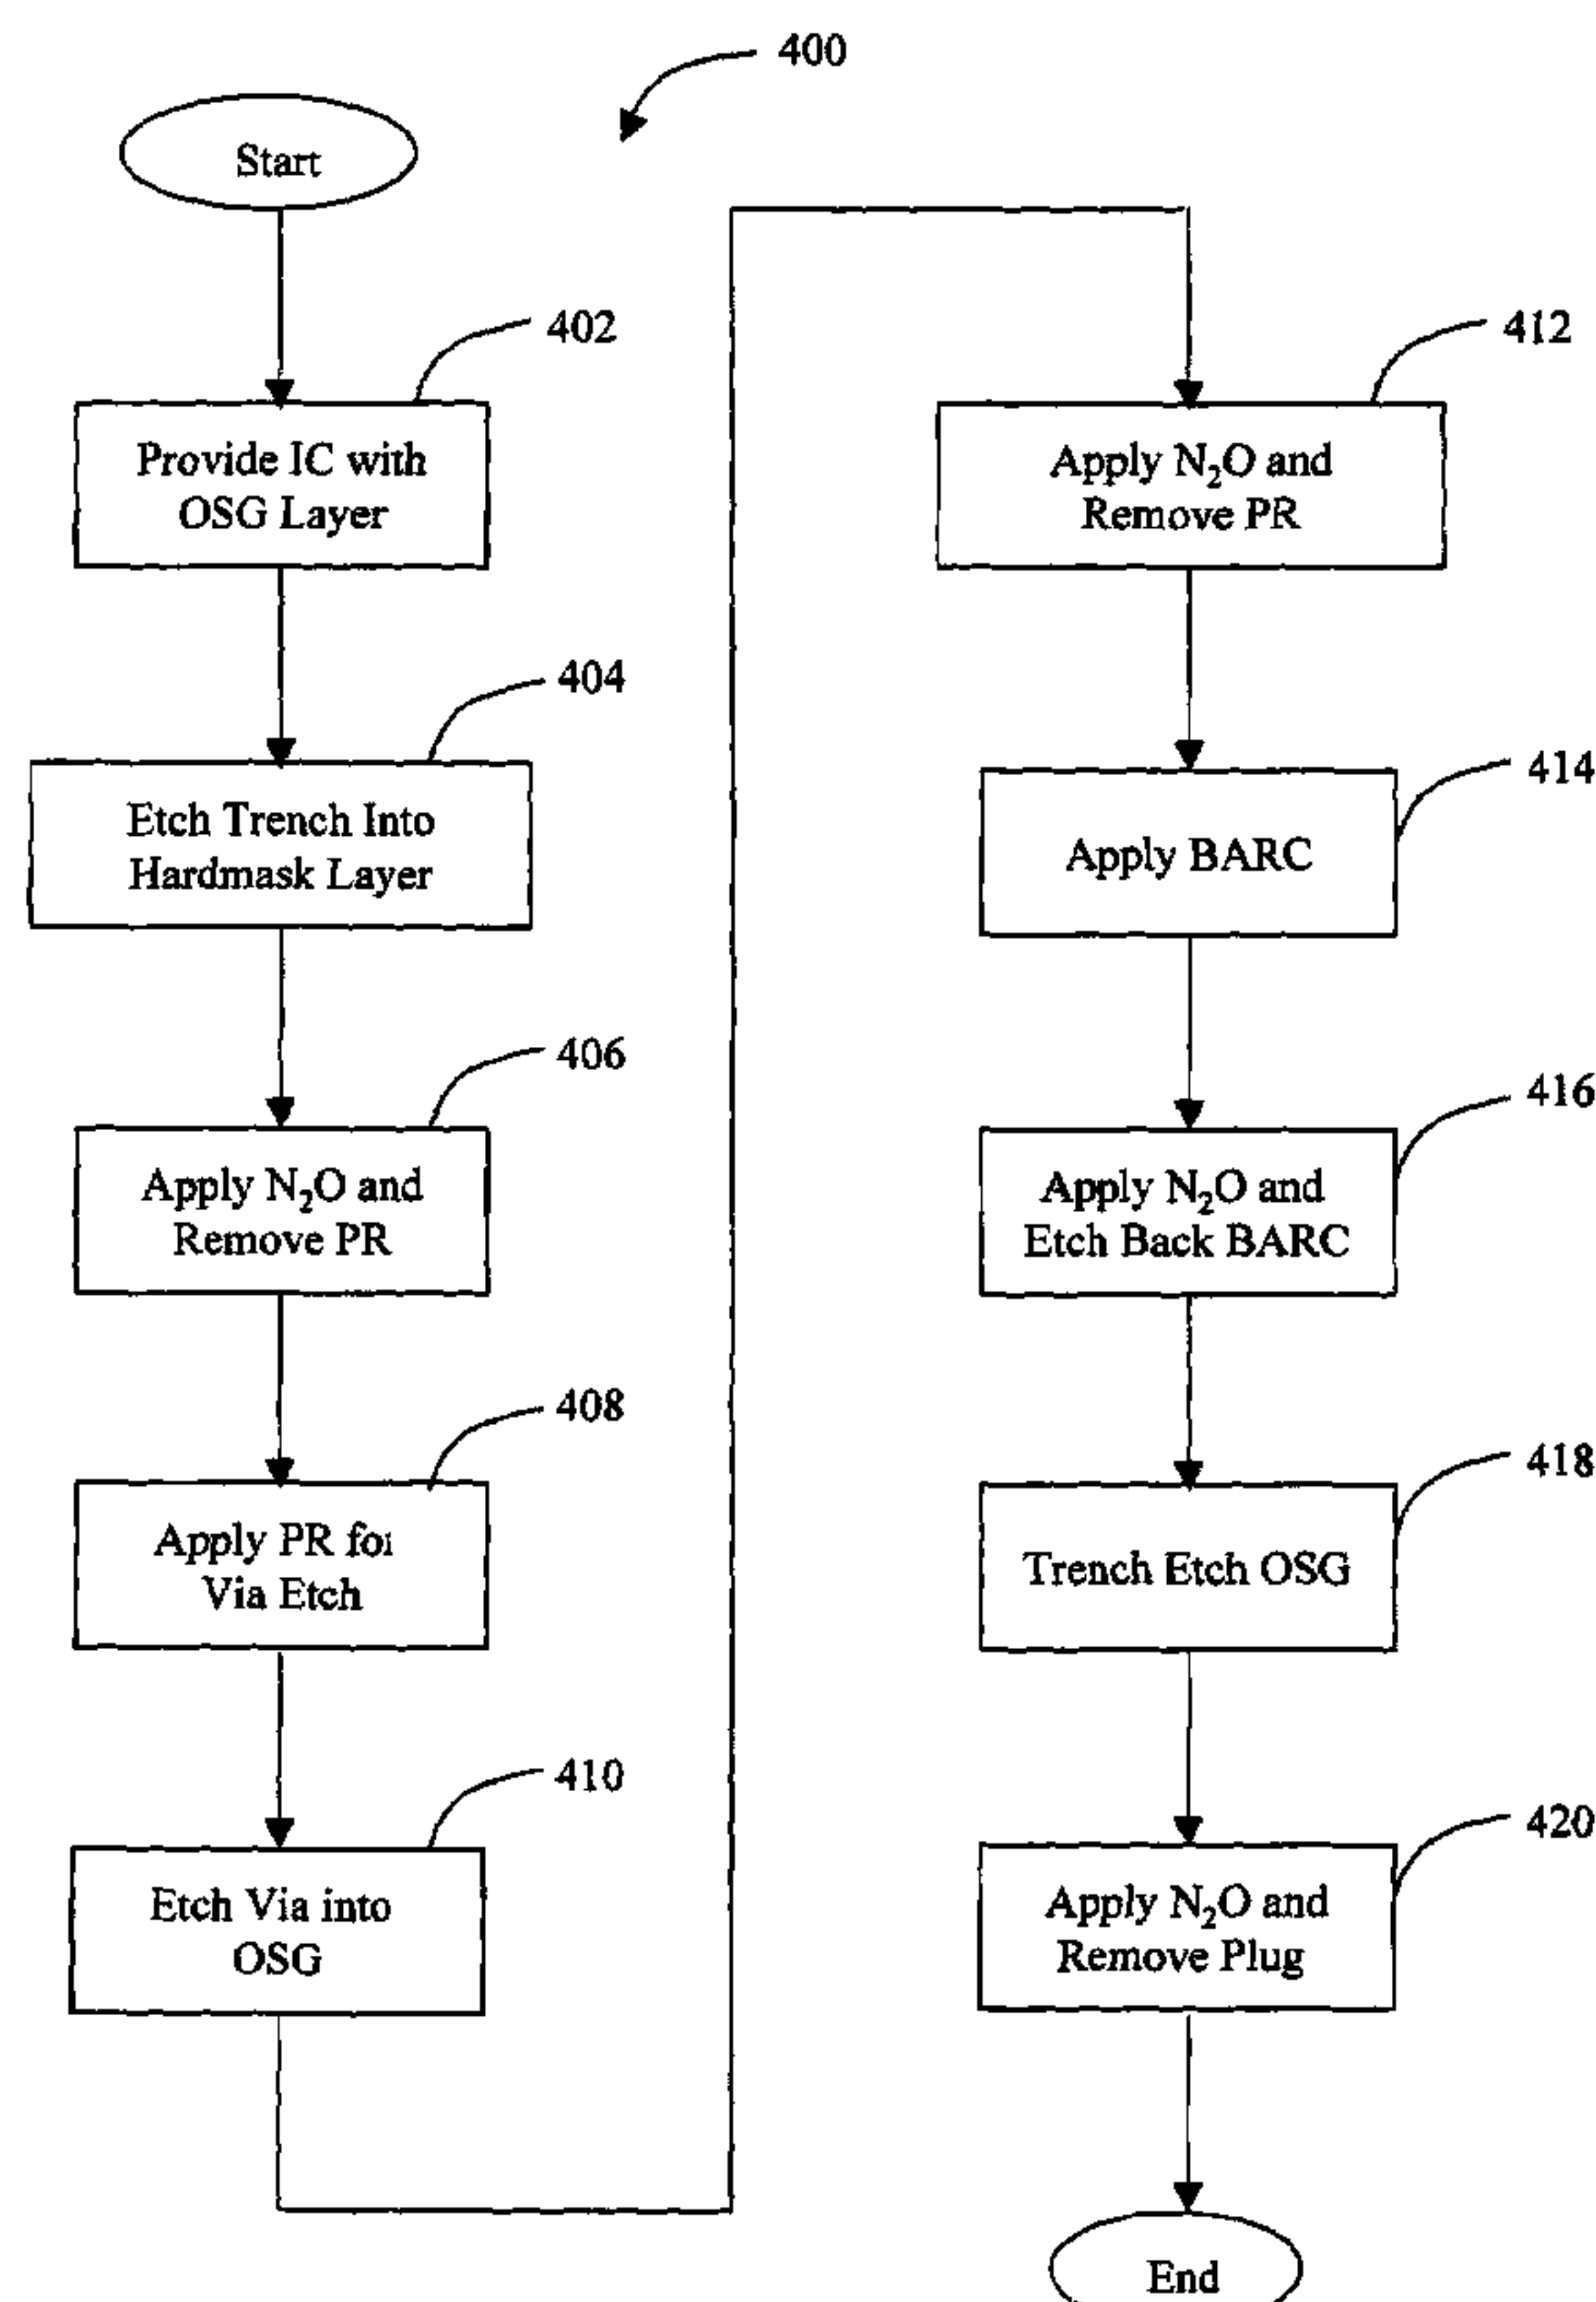 400
Start
402
Provide IC with
OSG Layer
404
Etch Trench Into
Hardmask Layer
406
Apply N₂O and
Remove PR
408
Apply PR for
Via Etch
410
Etch Via into
OSG
412
Apply N₂O and
Remove PR
414
Apply BARC
416
Apply N₂O and
Etch Back BARC
418
Trench Etch OSG
420
Apply N₂O and
Remove Plug
End